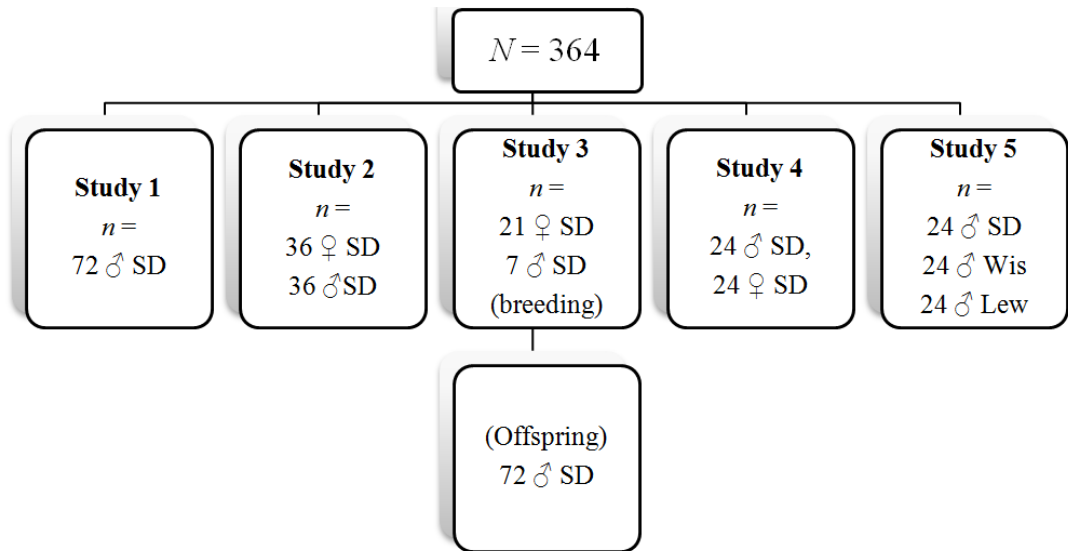 N = 364
Study 1
n =
72 ♂ SD
Study 2
n =
36 ♀ SD
36 ♂SD
Study 3
n =
21 ♀ SD
7 ♂ SD
(breeding)
Study 4
n =
24 ♂ SD,
24 ♀ SD
Study 5
n =
24 ♂ SD
24 ♂ Wis
24 ♂ Lew
(Offspring)
72 ♂ SD